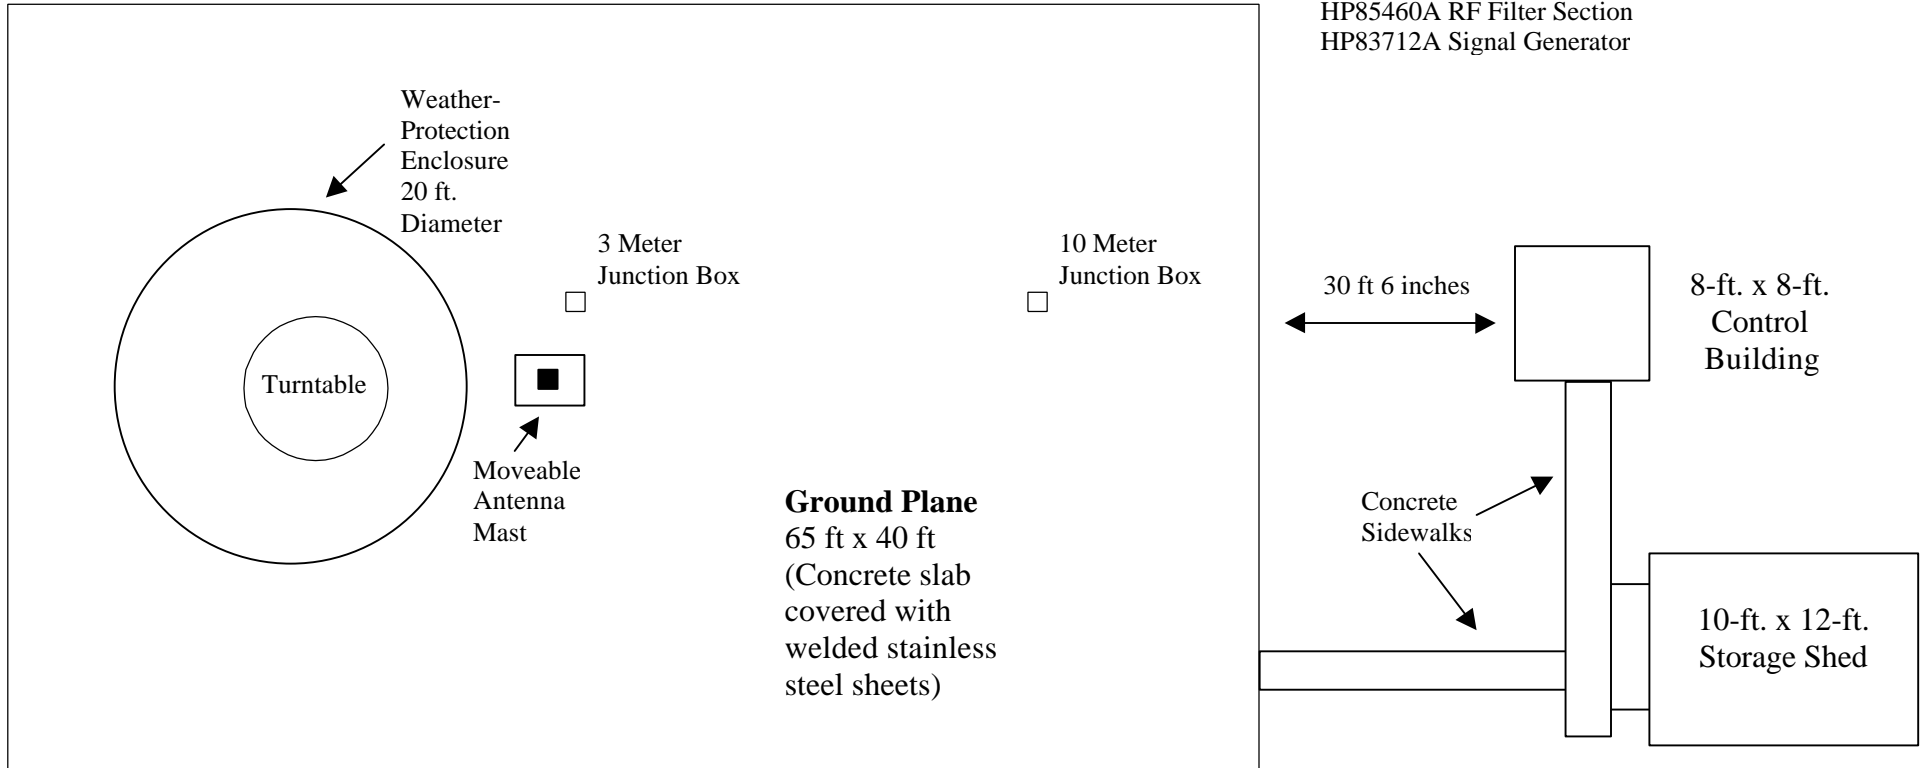 HP85460A RF Filter Section
HP83712A Signal Generator
Weather-
Protection
Enclosure
20 ft.
Diameter
3 Meter
Junction Box
10 Meter
Junction Box
30 ft 6 inches
8-ft. x 8-ft.
Control
Building
Turntable
Moveable
Antenna
Mast
Ground Plane
65 ft x 40 ft
(Concrete slab
covered with
welded stainless
steel sheets)
Concrete
Sidewalks
10-ft. x 12-ft.
Storage Shed